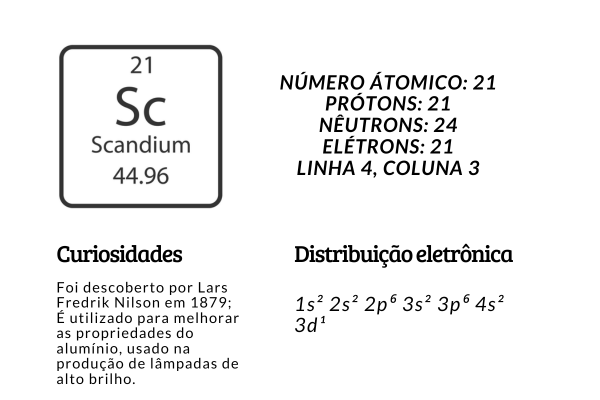 21
Sc
Scandium
44.96
NÚMERO ÁTOMICO: 21
PRÓTONS: 21
NÊUTRONS: 24
ELÉTRONS: 21
LINHA 4, COLUNA 3
Curiosidades
Foi descoberto por Lars
Fredrik Nilson em 1879;
É utilizado para melhorar
as propriedades do
alumínio, usado na
produção de lâmpadas de
alto brilho.
Distribuição eletrônica
1s² 2s² 2p⁶ 3s² 3p⁶ 4s²
3d¹